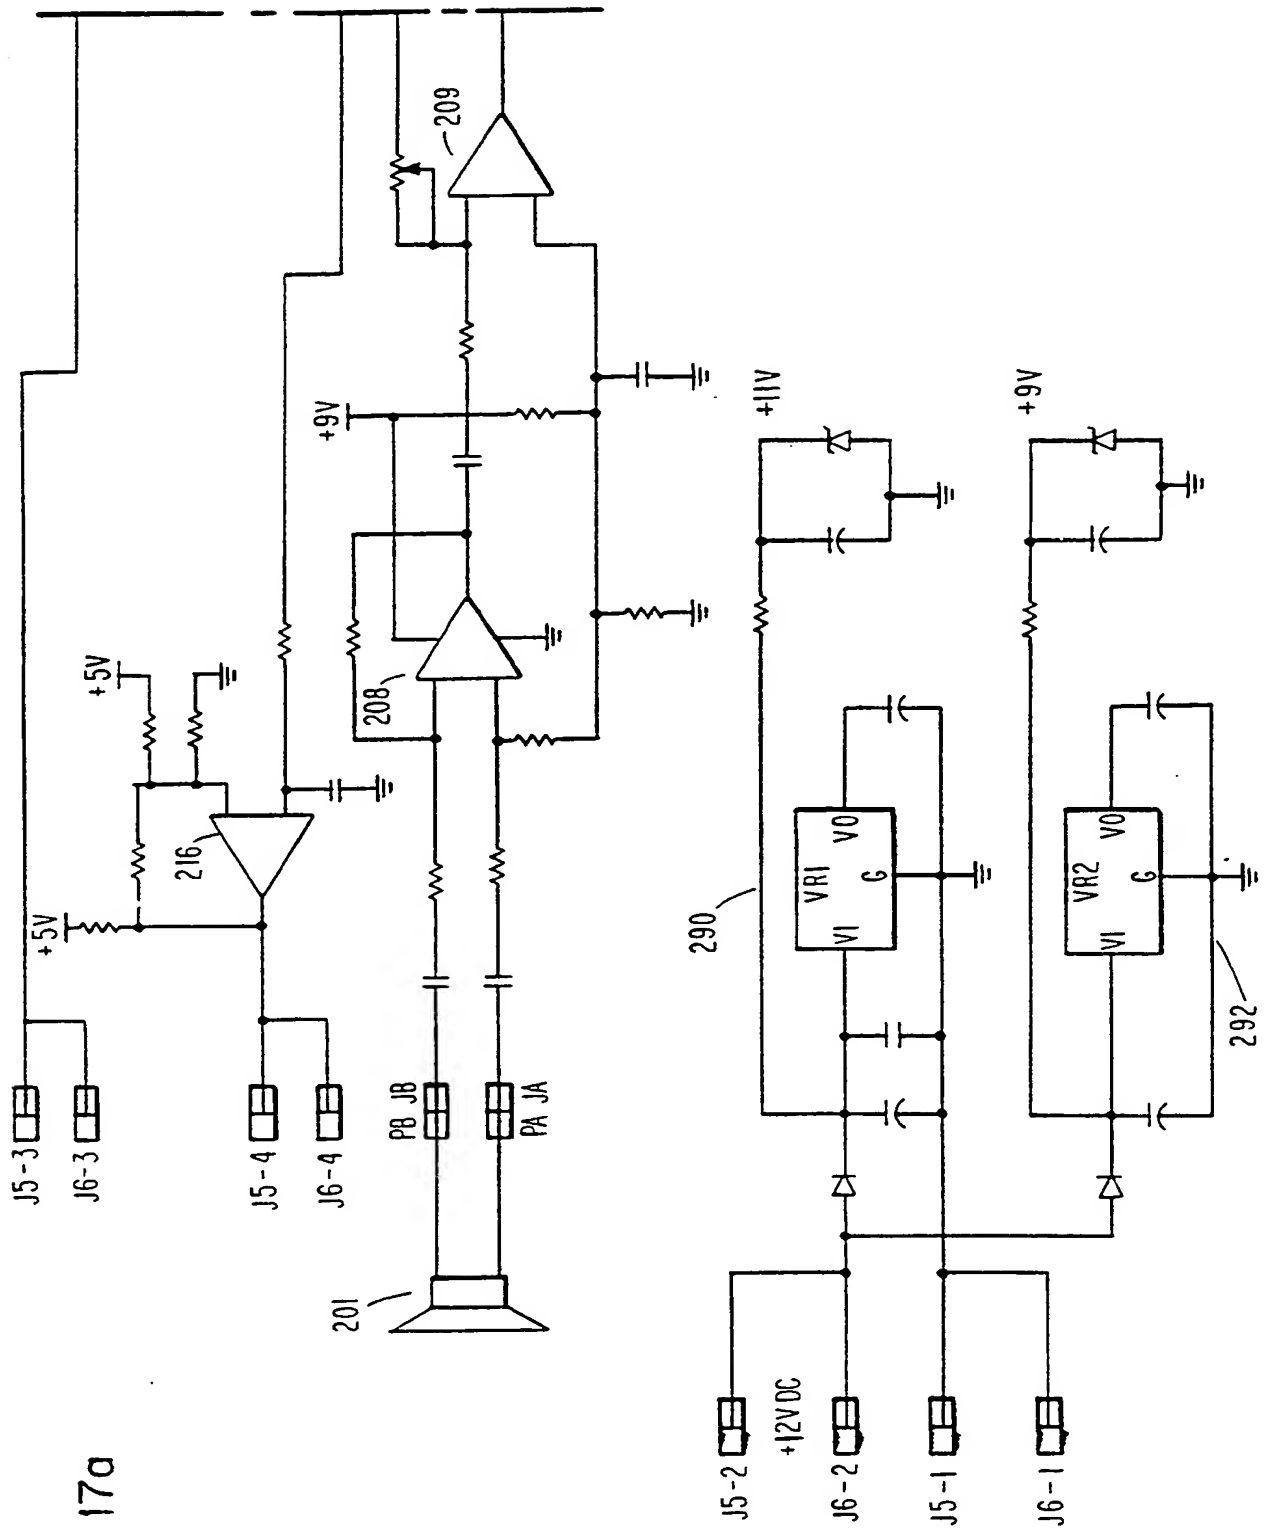 17a
J5-3
J6-3
+5V
+5V
216
J5-4
J6-4
209
+9V
208
PB JB
PA JA
201
+11V
290
VR1
VI
VO
G
J5-2
+12VDC
J6-2
J5-1
J6-1
+9V
VR2
VI
VO
G
292